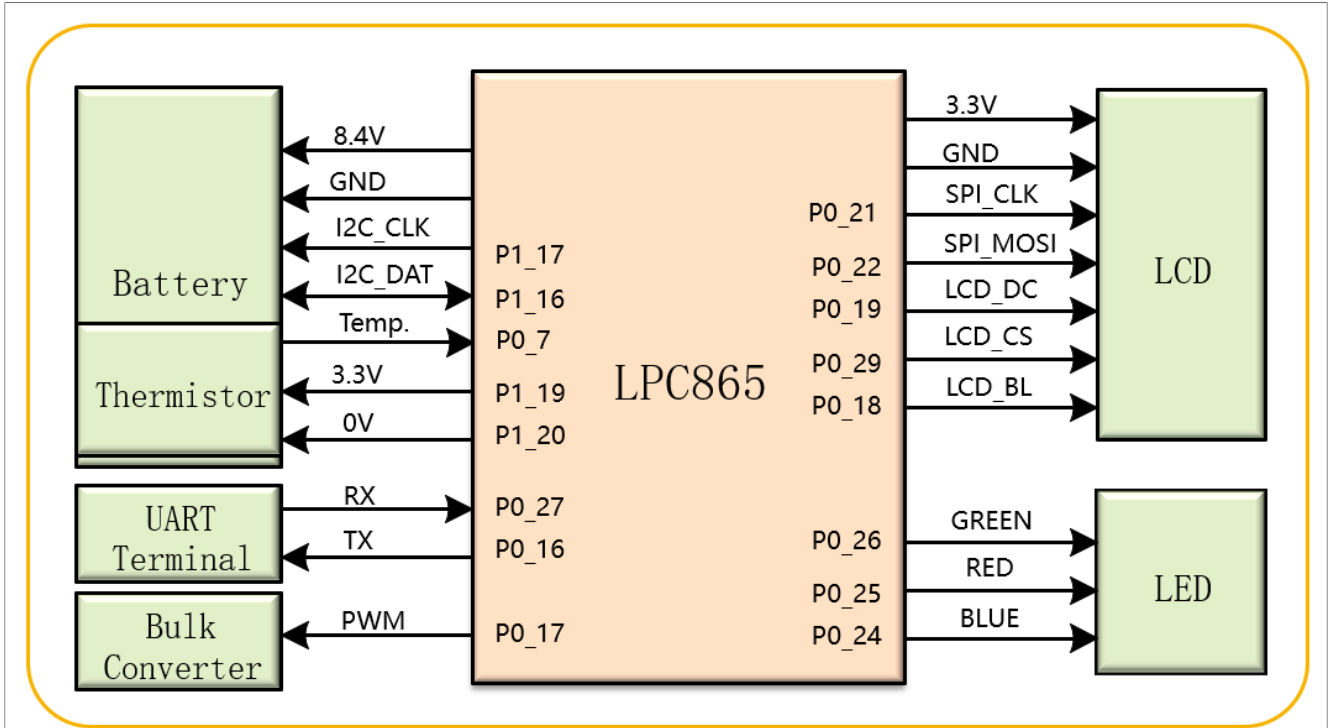 8.4V
GND
I2C_CLK
I2C_DAT
Temp.
3.3V
0V
RX
TX
PWM
Battery
Thermistor
UART
Terminal
Bulk
Converter
P1_17
P1_16
P0_7
P1_19
P1_20
P0_27
P0_16
P0_17
LPC865
P0_21
P0_22
P0_19
P0_29
P0_18
P0_26
P0_25
P0_24
3.3V
GND
SPI_CLK
SPI_MOSI
LCD_DC
LCD_CS
LCD_BL
GREEN
RED
BLUE
LCD
LED